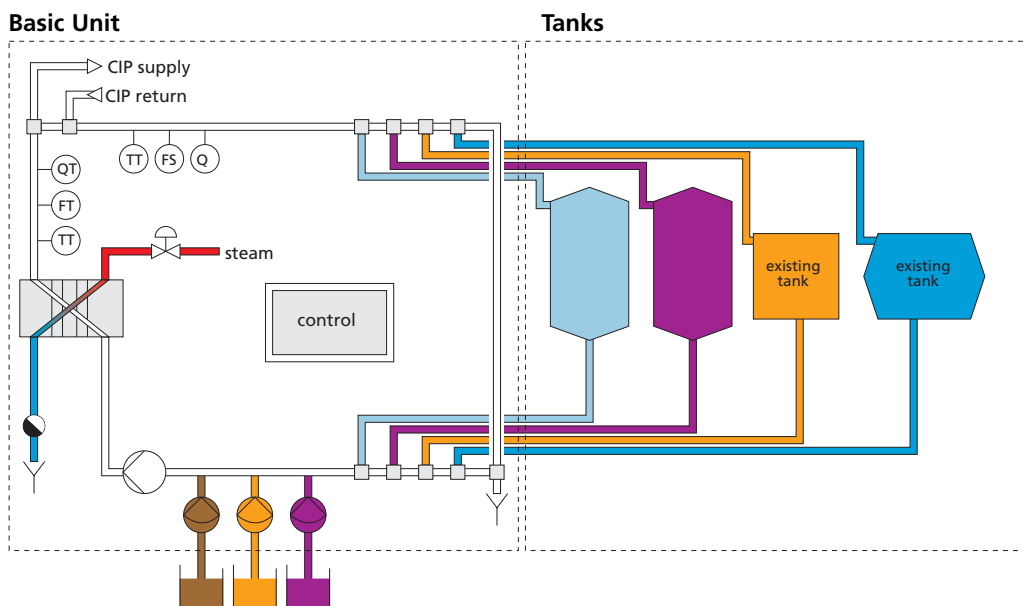 Basic Unit
Tanks
CIP supply
CIP return
TT
FS
Q
QT
FT
TT
steam
control
existing
tank
existing
tank